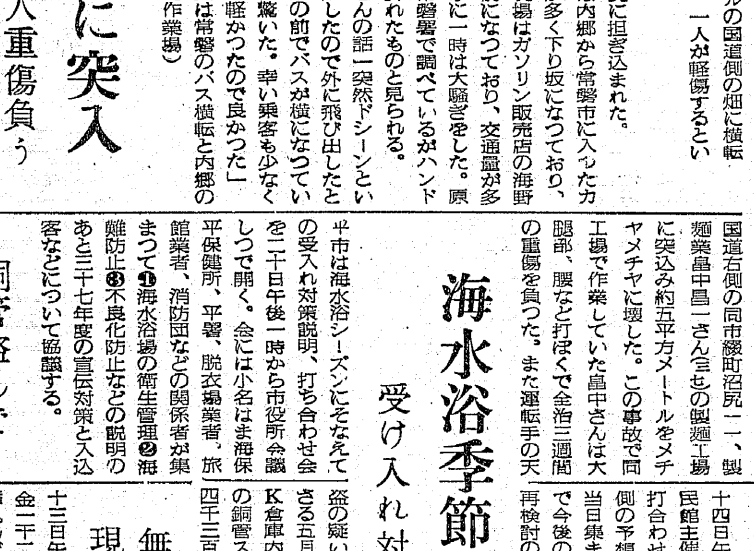 ルの国道側の畑に横転
一人が軽傷するとい
に担ぎ込まれた。
内郷から常磐市に入つたカ
多く下り坂になつており、
場はガソリン販売店の海野
になつており、交通量が多
に一時は大騒ぎをした。原
磐署で調べているがハンド
れたものと見られる。
んの話―突然ドシーンとい
したので外に飛び出したと
の前でバスが横になつてい
驚いた。幸い乗客も少なく
軽かつたので良かつた」
は常磐のバス横転と内郷の
作業場)
に突入
人重傷負う
国道右側の同市綴町沼尻一一、製
麺業畠中昌一さんの製麺工場
に突込み約五平方メートルをメチ
ヤメチヤに壊した。この事故で同
工場で作業していた畠中さんは大
腿部、腰など打ぼくで全治三週間
の重傷を負つた。また運転手の天
海水浴季節
受け入れ対
平市は海水浴シーズンにそなえて
の受入れ対策説明、打ち合わせ会
を二十日午後一時から市役所会議
しつで開く。会には小名はま海保
平保健所、平署、脱衣場業者、旅
館業者、消防団などの関係者が集
まつて❶海水浴場の衛生管理❷海
難防止❸不良化防止などの説明の
あと三十七年度の宣伝対策と入込
客などについて協議する。
十四日午
民館主催
打合わせ
側の予想
当日集ま
で今後の
再検討の
盗の疑い
さる五月
K倉庫内
の銅管ス
四千三百
無
現
十三日午
金一千二